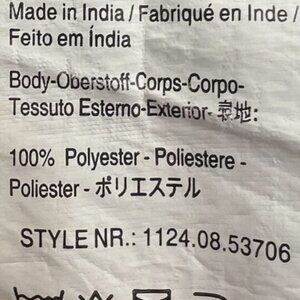 Made in India / Fabriqué en Inde /
Feito em Índia
Body-Oberstoff-Corps-Corpo-
Tessuto Esterno-Exterior-表地:
100% Polyester - Poliestere -
Poliester - ポリエステル
STYLE NR.: 1124.08.53706